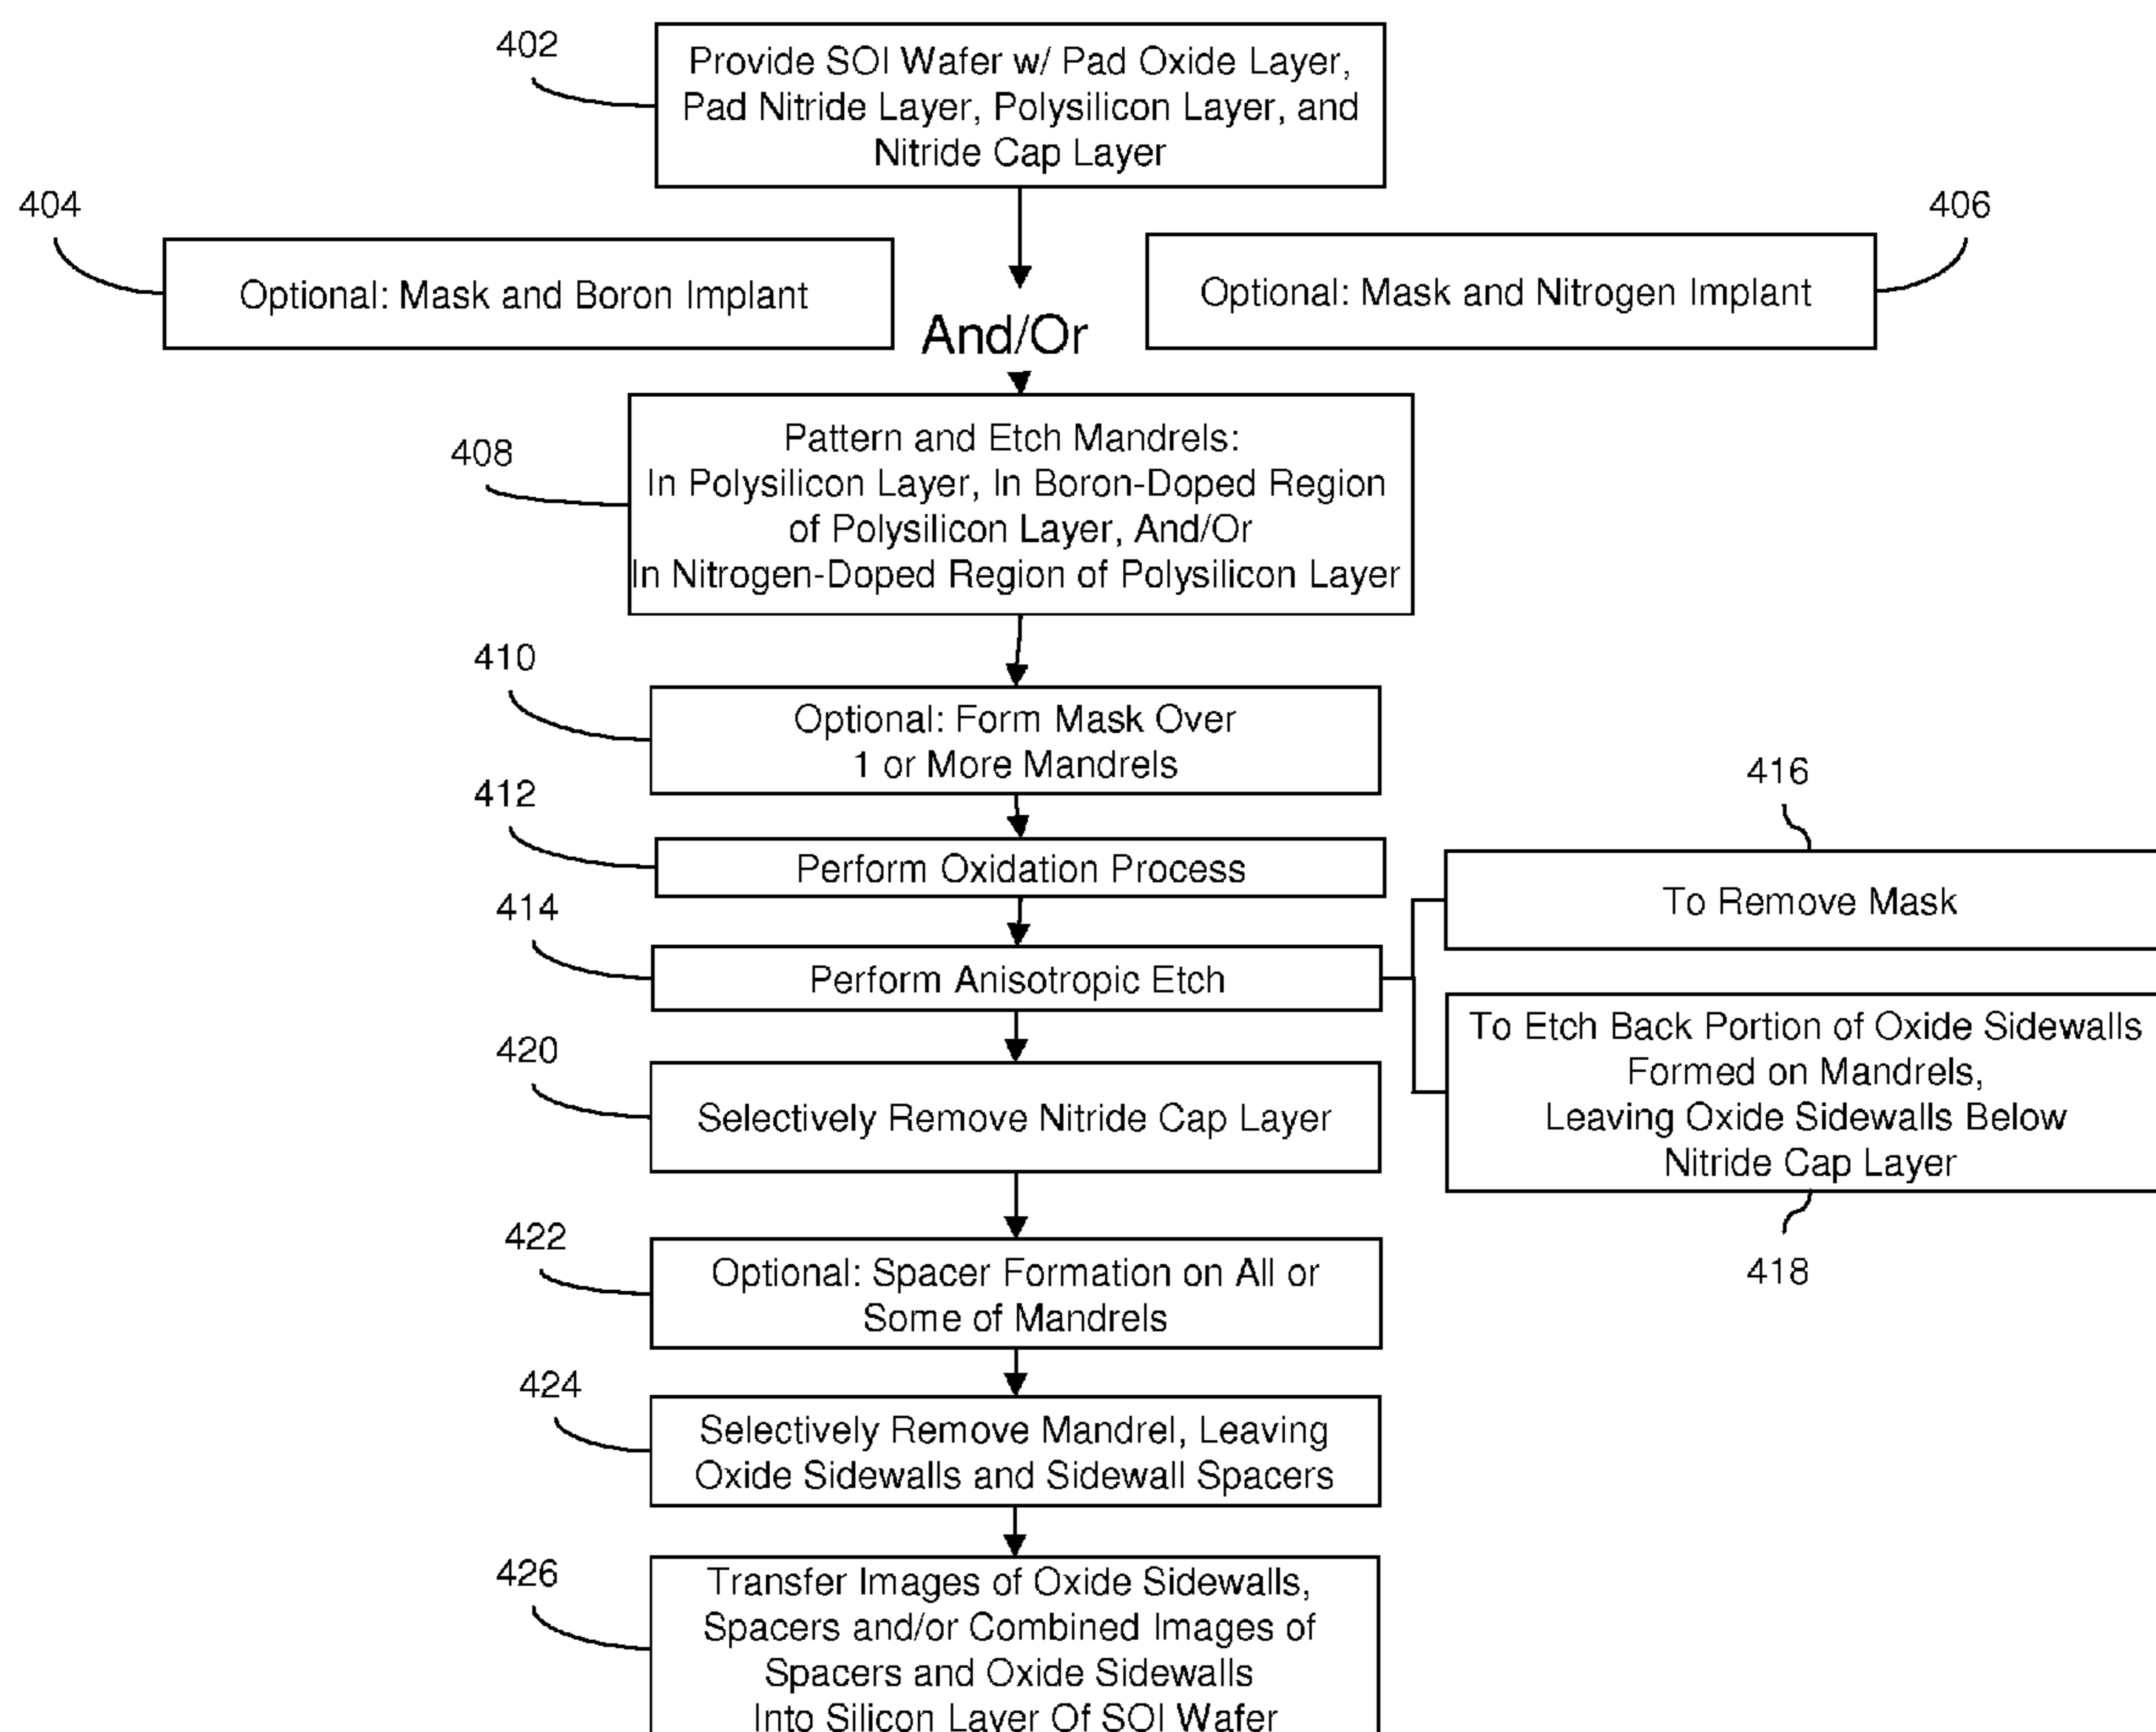 402
Provide SOI Wafer w/ Pad Oxide Layer,
Pad Nitride Layer, Polysilicon Layer, and
Nitride Cap Layer
404
Optional: Mask and Boron Implant
406
Optional: Mask and Nitrogen Implant
And/Or
408
Pattern and Etch Mandrels:
In Polysilicon Layer, In Boron-Doped Region
of Polysilicon Layer, And/Or
In Nitrogen-Doped Region of Polysilicon Layer
410
Optional: Form Mask Over
1 or More Mandrels
412
Perform Oxidation Process
414
Perform Anisotropic Etch
416
To Remove Mask
To Etch Back Portion of Oxide Sidewalls
Formed on Mandrels,
Leaving Oxide Sidewalls Below
Nitride Cap Layer
418
420
Selectively Remove Nitride Cap Layer
422
Optional: Spacer Formation on All or
Some of Mandrels
424
Selectively Remove Mandrel, Leaving
Oxide Sidewalls and Sidewall Spacers
426
Transfer Images of Oxide Sidewalls,
Spacers and/or Combined Images of
Spacers and Oxide Sidewalls
Into Silicon Layer Of SOI Wafer